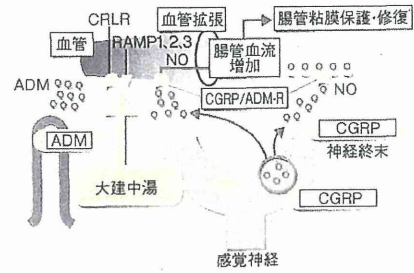 CRLR
血管拡張
腸管粘膜保護・修復
血管
RAMP1,2,3
NO
腸管血流
増加
ADM
CGRP/ADM-R
NO
ADM
CGRP
神経終末
大建中湯
CGRP
感覚神経